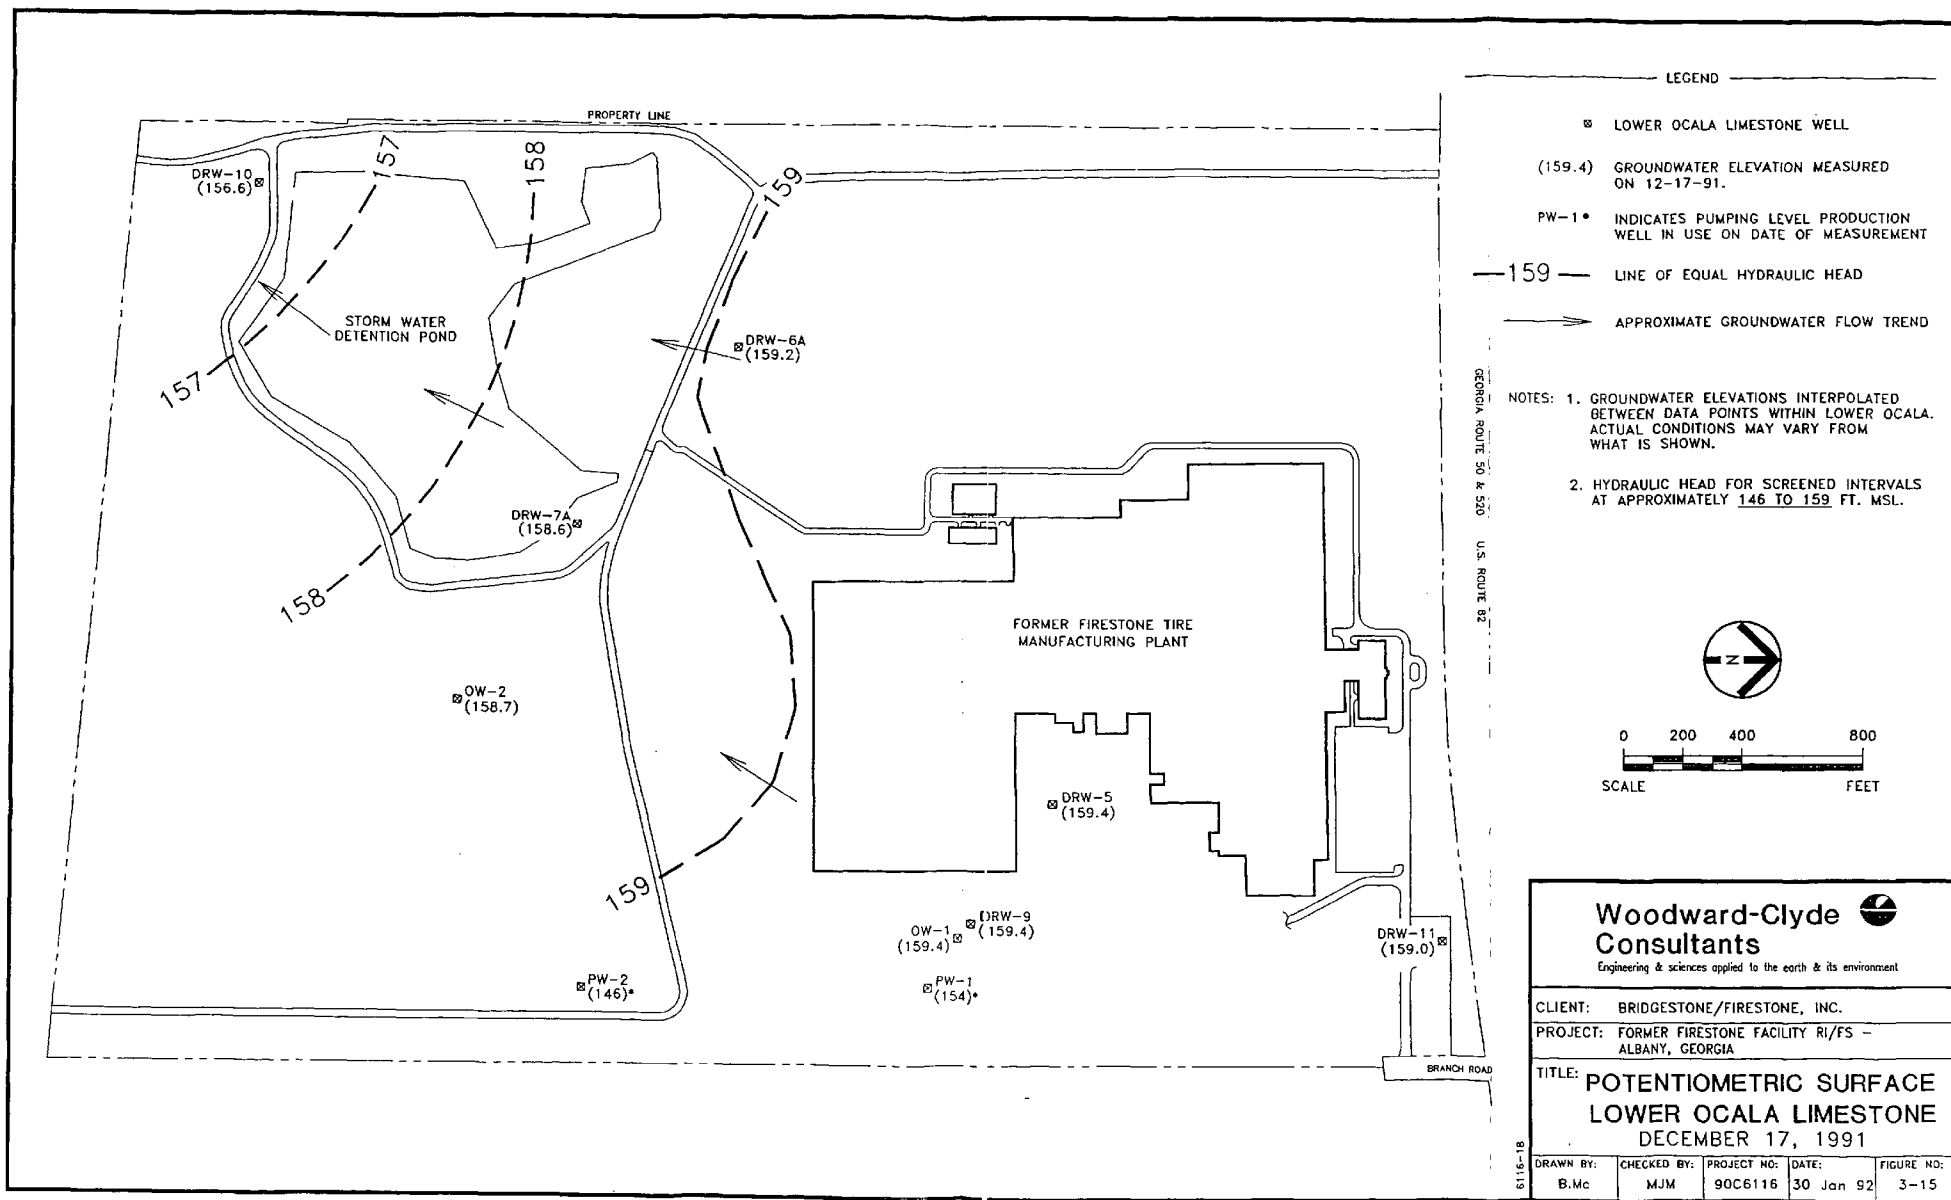 PROPERTY LINE
157
158
159
DRW-10
(156.6)
STORM WATER
DETENTION POND
DRW-6A
(159.2)
157
DRW-7A
(158.6)
158
FORMER FIRESTONE TIRE
MANUFACTURING PLANT
OW-2
(158.7)
DRW-5
(159.4)
159
DRW-9
(159.4)
OW-1
(159.4)
DRW-11
(159.0)
PW-2
(146)*
PW-1
(154)*
BRANCH ROAD
GEORGIA ROUTE 50 & 520 U.S. ROUTE 82
LEGEND
LOWER OCALA LIMESTONE WELL
(159.4) GROUNDWATER ELEVATION MEASURED
ON 12-17-91.
PW-1* INDICATES PUMPING LEVEL PRODUCTION
WELL IN USE ON DATE OF MEASUREMENT
159 LINE OF EQUAL HYDRAULIC HEAD
APPROXIMATE GROUNDWATER FLOW TREND
NOTES: 1. GROUNDWATER ELEVATIONS INTERPOLATED
BETWEEN DATA POINTS WITHIN LOWER OCALA.
ACTUAL CONDITIONS MAY VARY FROM
WHAT IS SHOWN.
2. HYDRAULIC HEAD FOR SCREENED INTERVALS
AT APPROXIMATELY 146 TO 159 FT. MSL.
N
0 200 400 800
SCALE FEET
Woodward-Clyde
Consultants
Engineering & sciences applied to the earth & its environment
CLIENT: BRIDGESTONE/FIRESTONE, INC.
PROJECT: FORMER FIRESTONE FACILITY RI/FS -
ALBANY, GEORGIA
TITLE: POTENTIOMETRIC SURFACE
LOWER OCALA LIMESTONE
DECEMBER 17, 1991
DRAWN BY: CHECKED BY: PROJECT NO: DATE: FIGURE NO:
B.Mc MJM 90C6116 30 Jan 92 3-15
6116-18